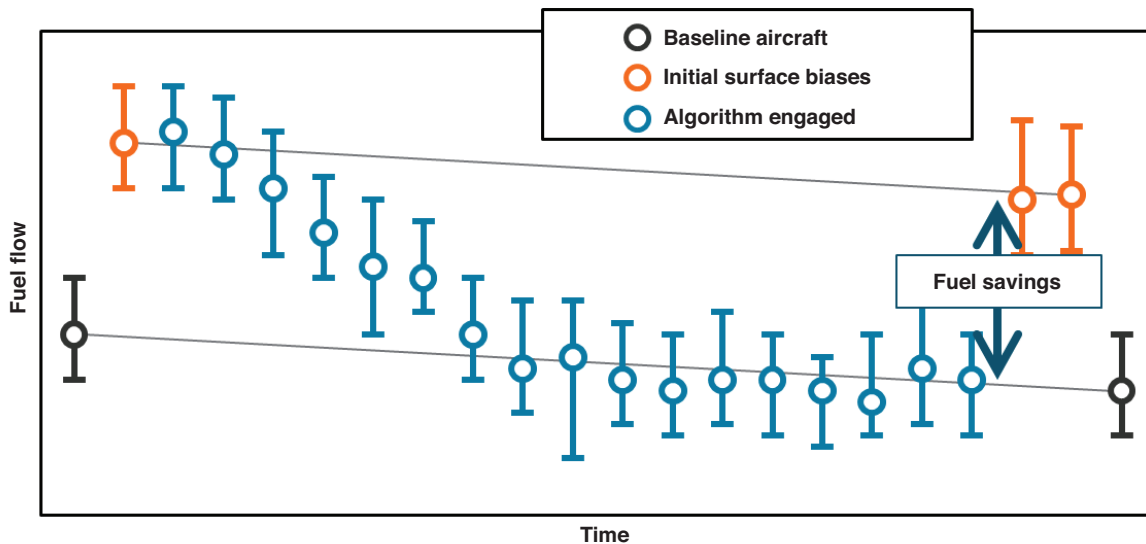 Baseline aircraft
Initial surface biases
Algorithm engaged
Fuel flow
Fuel savings
Time